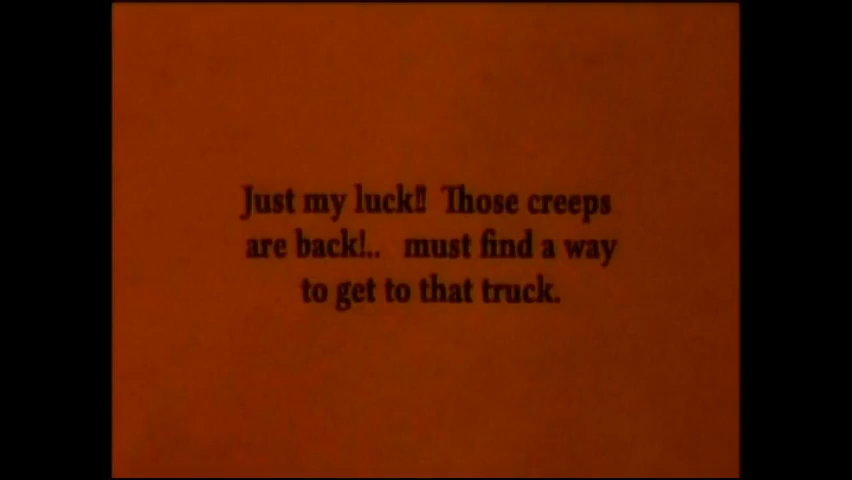 Just my luck!! Those creeps
are back!.. must find a way
to get to that truck.